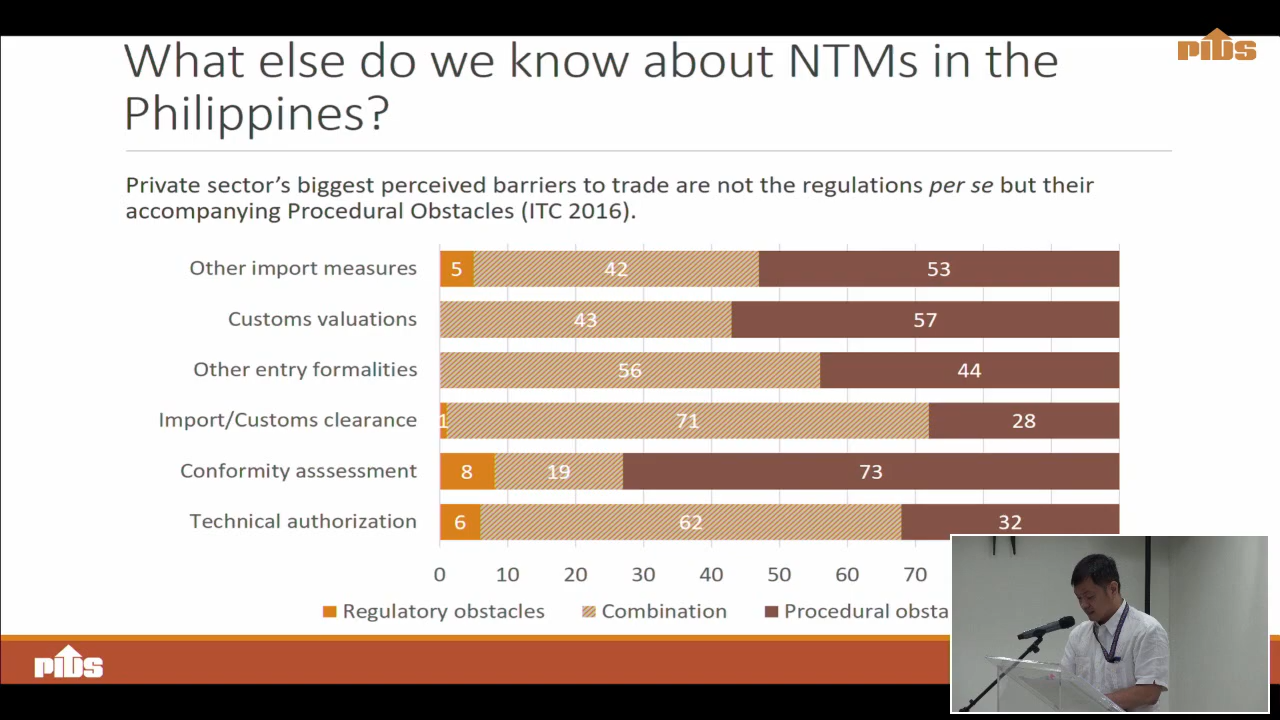 What else do we know about NTMs in the
Philippines?
pids
Private sector's biggest perceived barriers to trade are not the regulations per se but their
accompanying Procedural Obstacles (ITC 2016).
Other import measures 5 42 53
Customs valuations 43 57
Other entry formalities 56 44
Import/Customs clearance 1 71 28
Conformity asssessment 8 19 73
Technical authorization 6 62 32
0 10 20 30 40 50 60 70
Regulatory obstacles Combination Procedural obsta
pids